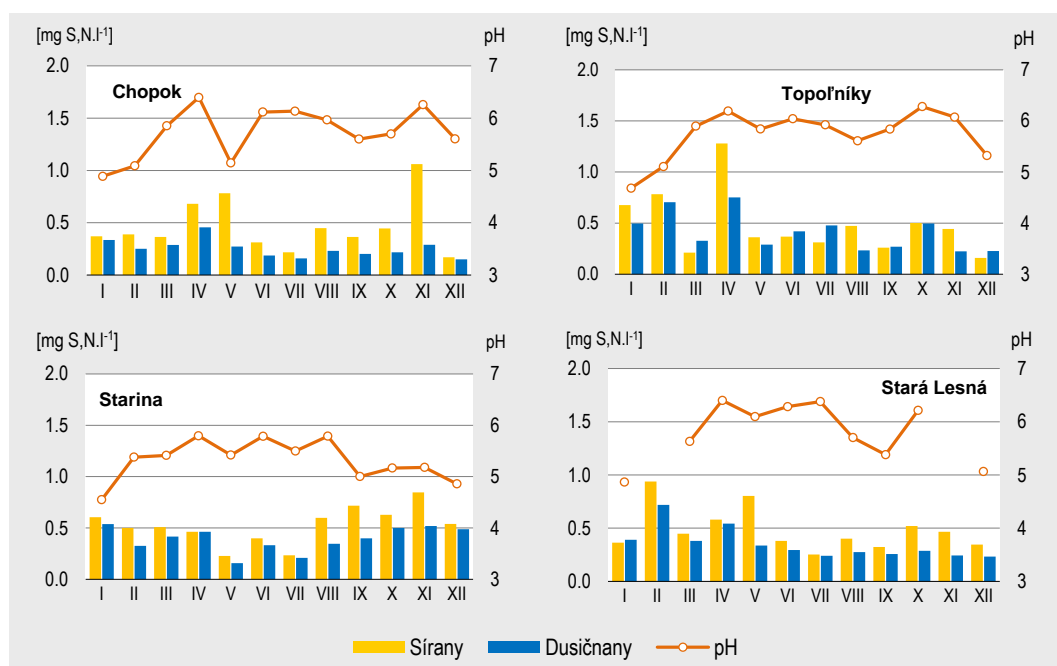 [mg S,N.l-1] pH
2.0 7
Chopok
1.5 6
1.0 5
0.5 4
0.0 3
I II III IV V VI VII VIII IX X XI XII
[mg S,N.l-1] pH
2.0 7
Topoľníky
1.5 6
1.0 5
0.5 4
0.0 3
I II III IV V VI VII VIII IX X XI XII
[mg S,N.l-1] pH
2.0 7
Starina
1.5 6
1.0 5
0.5 4
0.0 3
I II III IV V VI VII VIII IX X XI XII
[mg S,N.l-1] pH
2.0 7
Stará Lesná
1.5 6
1.0 5
0.5 4
0.0 3
I II III IV V VI VII VIII IX X XI XII
Sírany Dusičnany pH